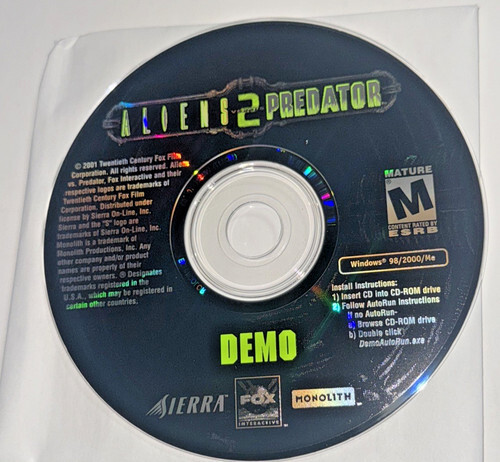 ALIENS VERSUS PREDATOR 2
© 2001 Twentieth Century Fox Film
Corporation. All rights reserved. Aliens
vs. Predator, Fox Interactive and their
respective logos are trademarks of
Twentieth Century Fox Film
Corporation. Distributed under
license by Sierra On-Line, Inc.
Sierra and the "S" logo are
trademarks of Sierra On-Line, Inc.
Monolith is a trademark of
Monolith Productions, Inc. Any
other company and/or product
names are property of their
respective owners. ® Designates
trademarks registered in the
U.S.A., which may be registered in
certain other countries.
MATURE
M
CONTENT RATED BY
ESRB
Windows® 98/2000/Me
Install Instructions:
1) Insert CD into CD-ROM drive
2) Follow AutoRun Instructions
If no AutoRun-
a) Browse CD-ROM drive
b) Double click
DemoAutoRun.exe
DEMO
SIERRA™
FOX
INTERACTIVE
MONOLITH™